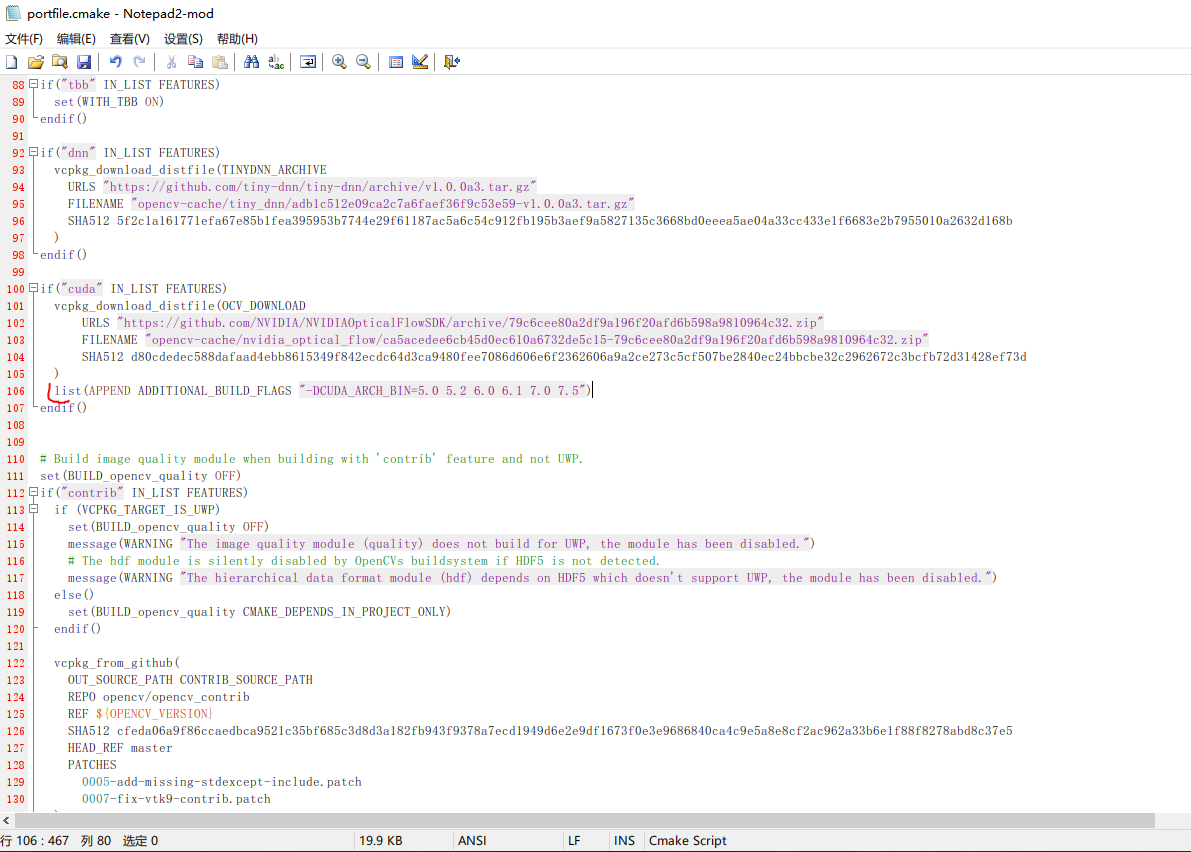 portfile.cmake - Notepad2-mod
文件(F) 编辑(E) 查看(V) 设置(S) 帮助(H)
88 if("tbb" IN_LIST FEATURES)
89 set(WITH_TBB ON)
90 endif()
91
92 if("dnn" IN_LIST FEATURES)
93 vcpkg_download_distfile(TINYDNN_ARCHIVE
94 URLS "https://github.com/tiny-dnn/tiny-dnn/archive/v1.0.0a3.tar.gz"
95 FILENAME "opencv-cache/tiny_dnn/adb1c512e09ca2c7a6faef36f9c53e59-v1.0.0a3.tar.gz"
96 SHA512 5f2c1a161771efa67e85b1fea395953b7744e29f61187ac5a6c54c912fb195b3aef9a5827135c3668bd0eeea5ae04a33cc433e1f6683e2b7955010a2632d168b
97 )
98 endif()
99
100 if("cuda" IN_LIST FEATURES)
101 vcpkg_download_distfile(OCV_DOWNLOAD
102 URLS "https://github.com/NVIDIA/NVIDIAOpticalFlowSDK/archive/79c6cee80a2df9a196f20afd6b598a9810964c32.zip"
103 FILENAME "opencv-cache/nvidia_optical_flow/ca5acedee6cb45d0ec610a6732de5c15-79c6cee80a2df9a196f20afd6b598a9810964c32.zip"
104 SHA512 d80cdedec588dafaad4ebb8615349f842ecdc64d3ca9480fee7086d606e6f2362606a9a2ce273c5cf507be2840ec24bbcbe32c2962672c3bcfb72d31428ef73d
105 )
106 list(APPEND ADDITIONAL_BUILD_FLAGS "-DCUDA_ARCH_BIN=5.0 5.2 6.0 6.1 7.0 7.5")
107 endif()
108
109
110 # Build image quality module when building with 'contrib' feature and not UWP.
111 set(BUILD_opencv_quality OFF)
112 if("contrib" IN_LIST FEATURES)
113 if (VCPKG_TARGET_IS_UWP)
114 set(BUILD_opencv_quality OFF)
115 message(WARNING "The image quality module (quality) does not build for UWP, the module has been disabled.")
116 # The hdf module is silently disabled by OpenCVs buildsystem if HDF5 is not detected.
117 message(WARNING "The hierarchical data format module (hdf) depends on HDF5 which doesn't support UWP, the module has been disabled.")
118 else()
119 set(BUILD_opencv_quality CMAKE_DEPENDS_IN_PROJECT_ONLY)
120 endif()
121
122 vcpkg_from_github(
123 OUT_SOURCE_PATH CONTRIB_SOURCE_PATH
124 REPO opencv/opencv_contrib
125 REF ${OPENCV_VERSION}
126 SHA512 cfeda06a9f86ccaedbca9521c35bf685c3d8d3a182fb943f9378a7ecd1949d6e2e9df1673f0e3e9686840ca4c9e5a8e8cf2ac962a33b6e1f88f8278abd8c37e5
127 HEAD_REF master
128 PATCHES
129 0005-add-missing-stdexcept-include.patch
130 0007-fix-vtk9-contrib.patch
行 106 : 467 列 80 选定 0 19.9 KB ANSI LF INS Cmake Script